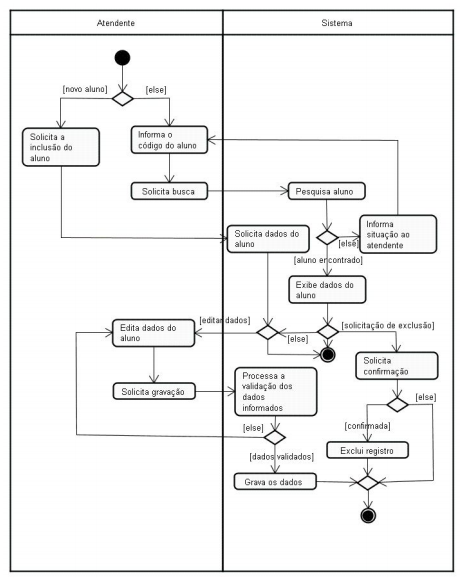 Atendente
Sistema
[novo aluno]
[else]
Solicita a
inclusão do
aluno
Informa o
código do aluno
Solicita busca
Pesquisa aluno
Solicita dados do
aluno
[else]
Informa
situação ao
atendente
[aluno encontrado]
Exibe dados do
aluno
[editar dados]
[else]
[solicitação de exclusão]
Edita dados do
aluno
Solicita
confirmação
Solicita gravação
Processa a
validação dos
dados
informados
[else]
[else]
[confirmada]
Exclui registro
[dados validados]
Grava os dados